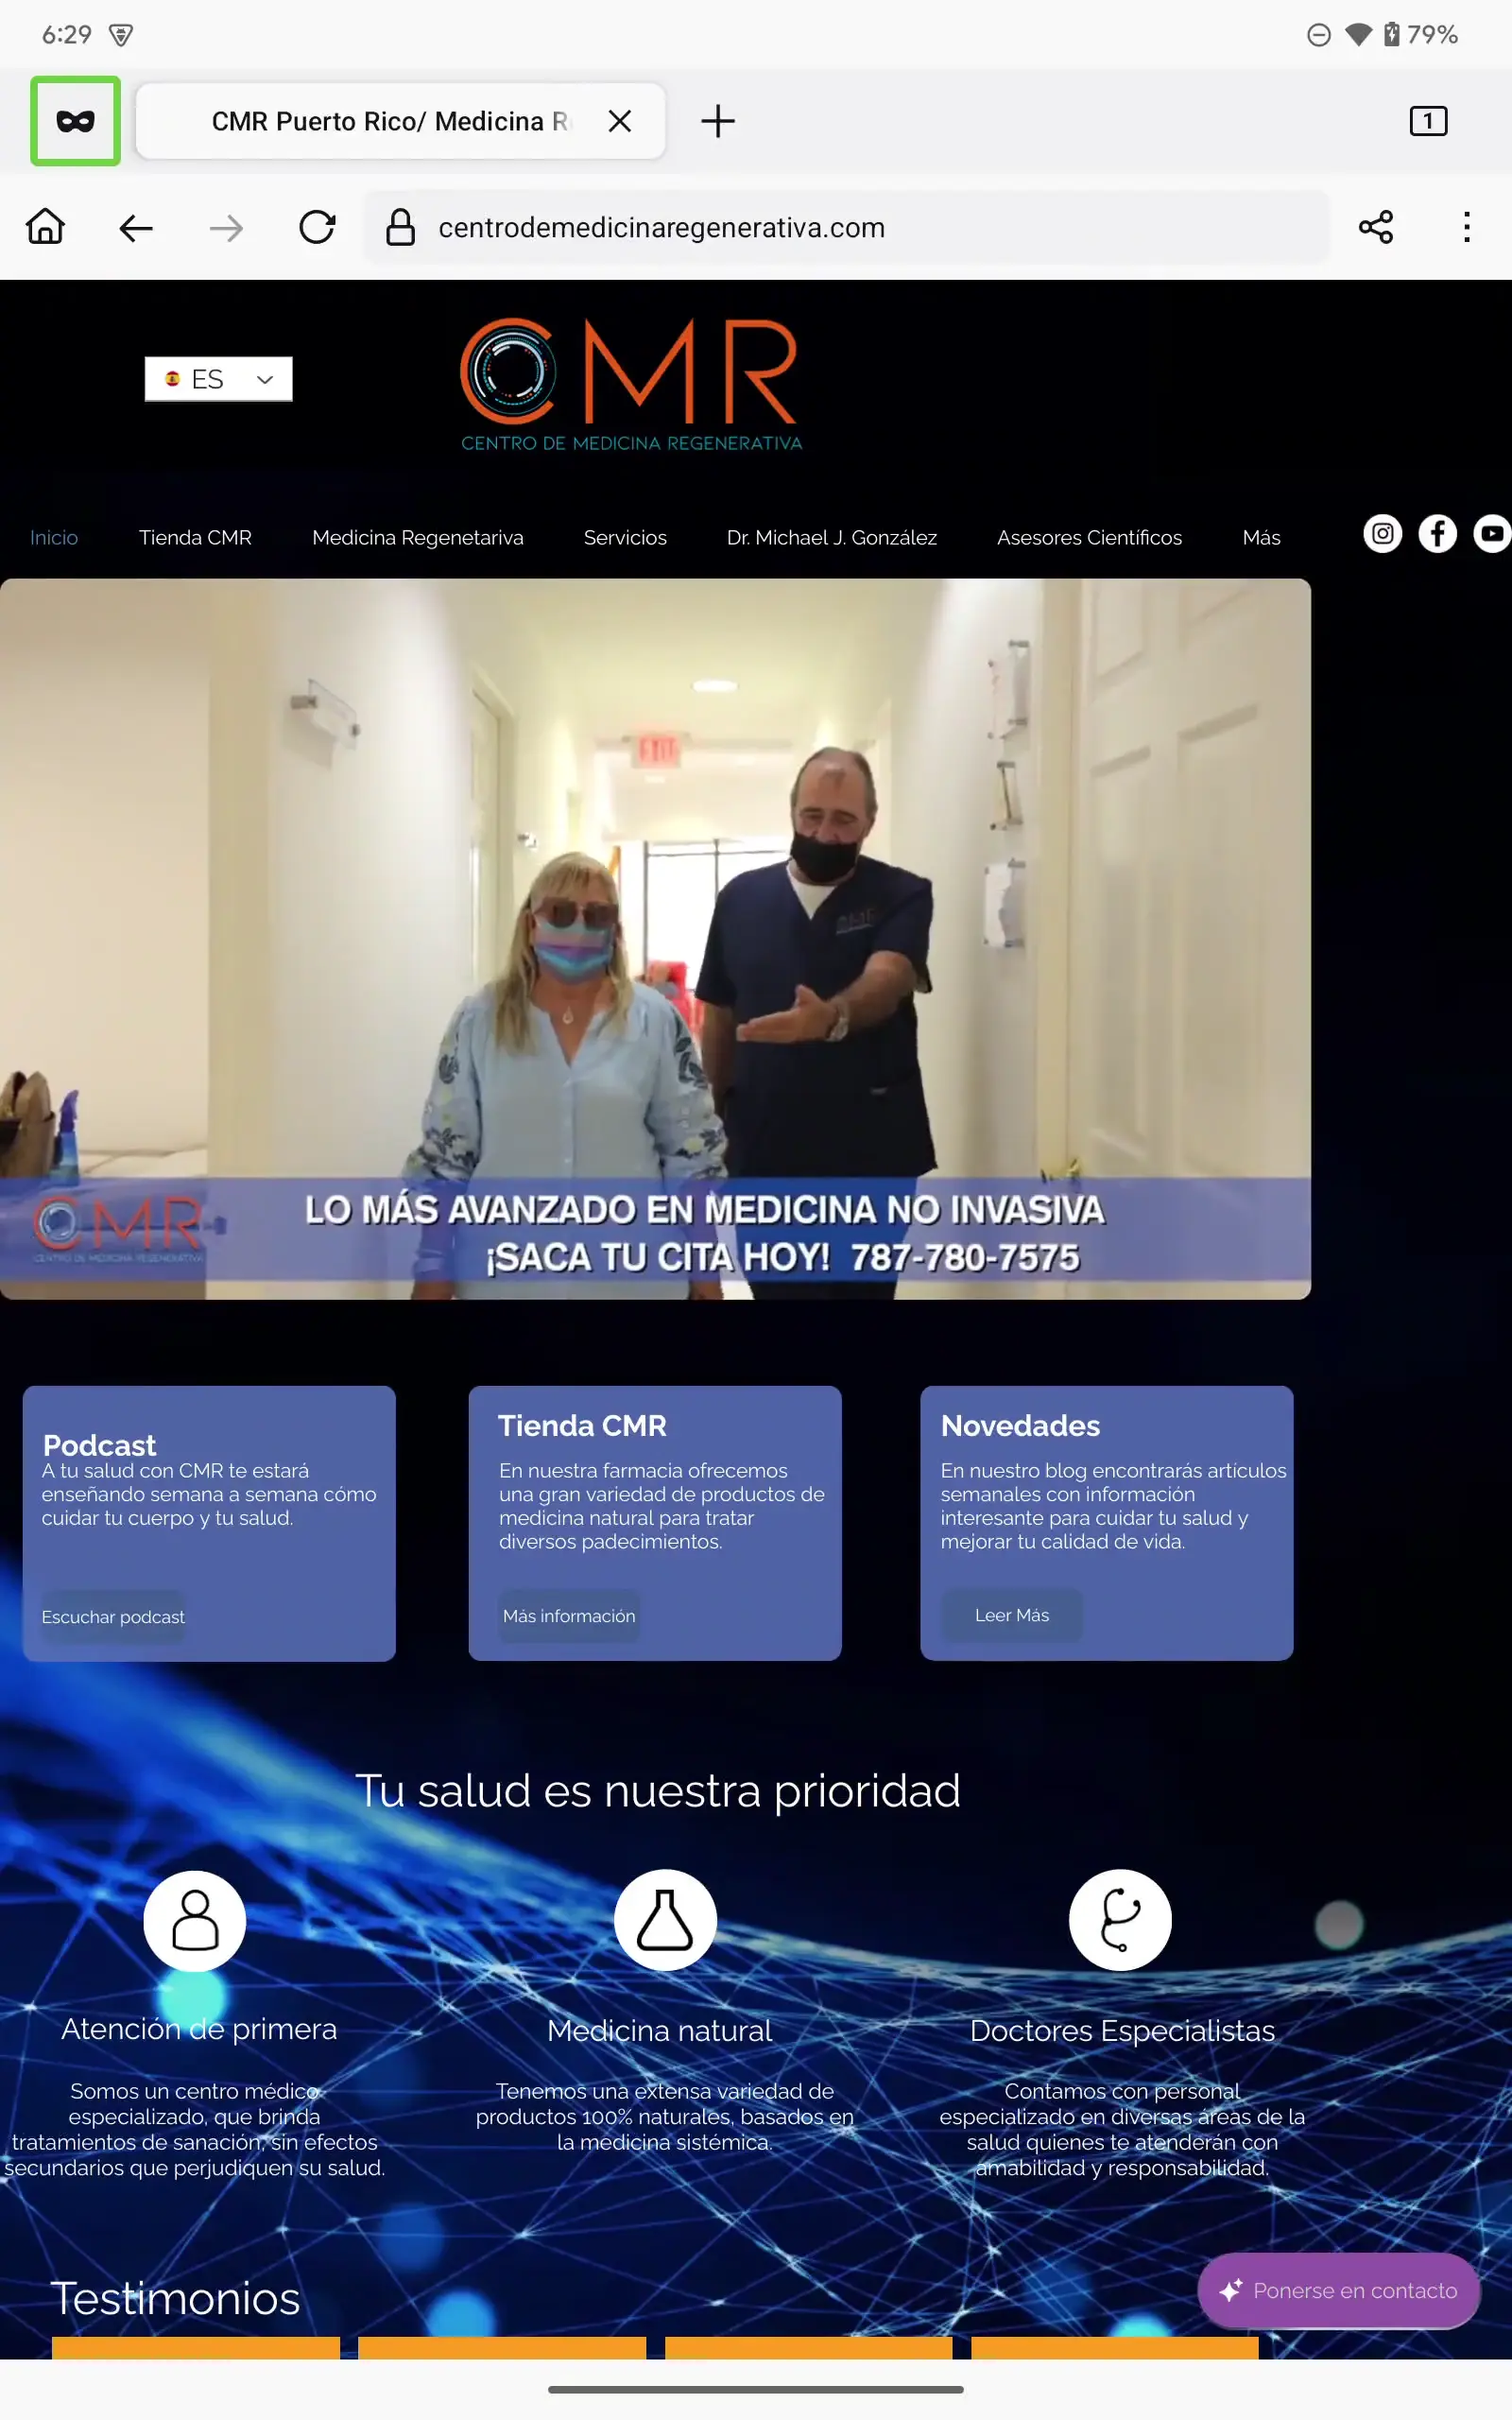 6:29
79%
CMR Puerto Rico/ Medicina R
1
centrodemedicinaregenerativa.com
ES
CMR
CENTRO DE MEDICINA REGENERATIVA
Inicio
Tienda CMR
Medicina Regenetariva
Servicios
Dr. Michael J. González
Asesores Científicos
Más
EXIT
CMR
CENTRO DE MEDICINA REGENERATIVA
LO MÁS AVANZADO EN MEDICINA NO INVASIVA
¡SACA TU CITA HOY! 787-780-7575
Podcast
A tu salud con CMR te estará
enseñando semana a semana cómo
cuidar tu cuerpo y tu salud.
Escuchar podcast
Tienda CMR
En nuestra farmacia ofrecemos
una gran variedad de productos de
medicina natural para tratar
diversos padecimientos.
Más información
Novedades
En nuestro blog encontrarás artículos
semanales con información
interesante para cuidar tu salud y
mejorar tu calidad de vida.
Leer Más
Tu salud es nuestra prioridad
Atención de primera
Somos un centro médico
especializado, que brinda
tratamientos de sanación, sin efectos
secundarios que perjudiquen su salud.
Medicina natural
Tenemos una extensa variedad de
productos 100% naturales, basados en
la medicina sistémica.
Doctores Especialistas
Contamos con personal
especializado en diversas áreas de la
salud quienes te atenderán con
amabilidad y responsabilidad.
Testimonios
Ponerse en contacto